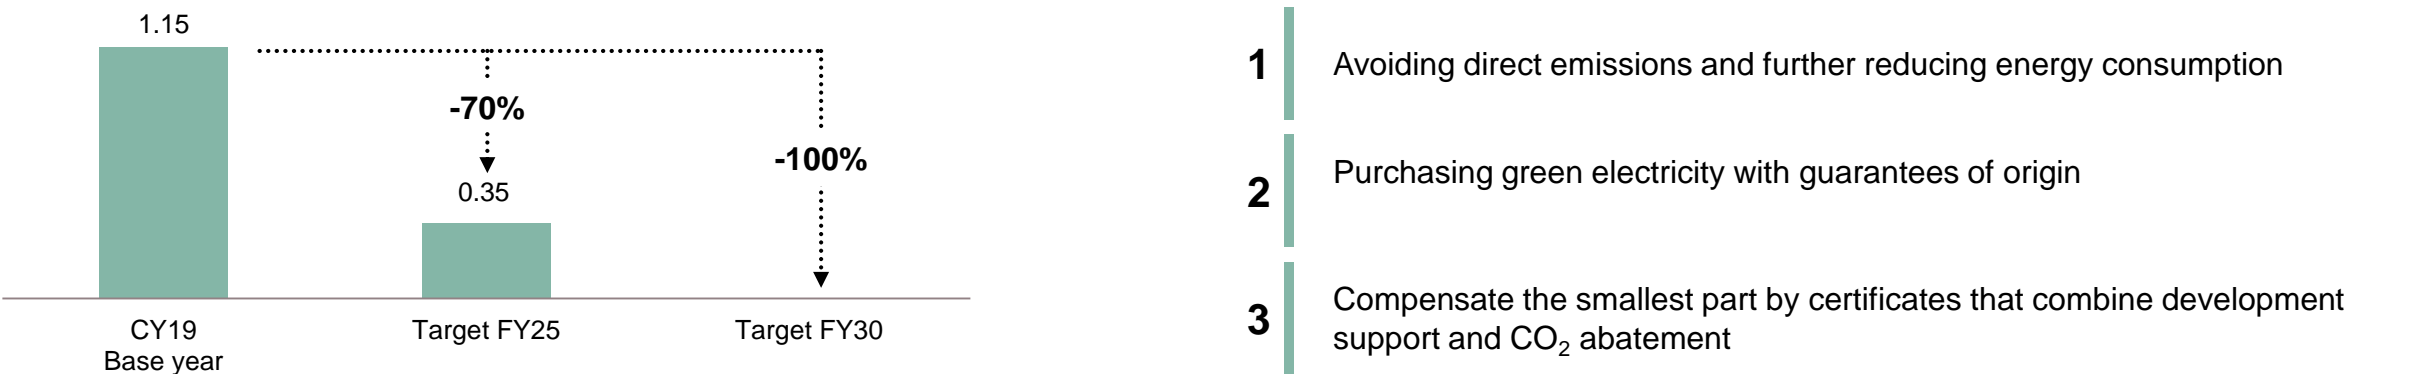 1.15
-70%
-100%
0.35
CY19
Base year
Target FY25
Target FY30
1
Avoiding direct emissions and further reducing energy consumption
2
Purchasing green electricity with guarantees of origin
3
Compensate the smallest part by certificates that combine development
support and CO₂ abatement